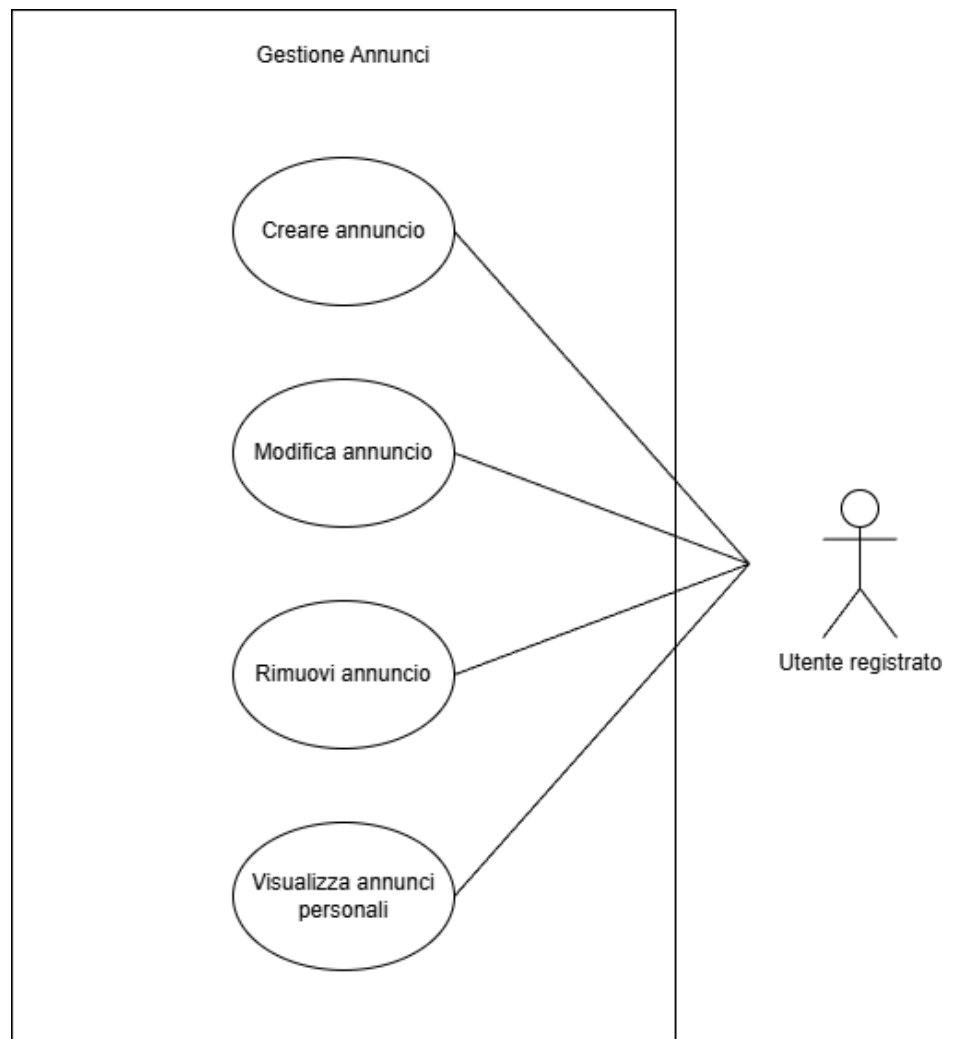 Gestione Annunci
Creare annuncio
Modifica annuncio
Rimuovi annuncio
Utente registrato
Visualizza annunci
personali